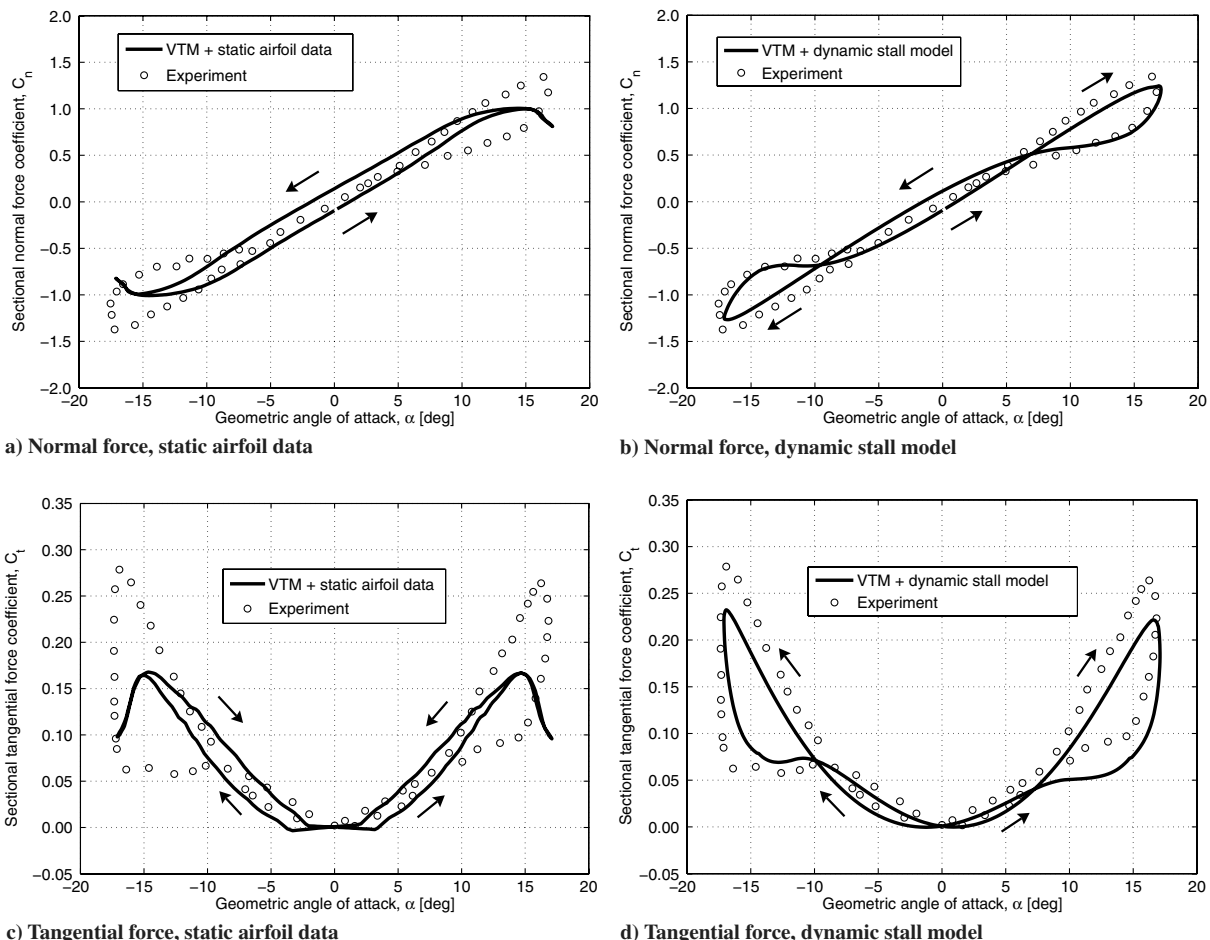 2.0
1.5
1.0
0.5
0.0
−0.5
−1.0
−1.5
−2.0
Sectional normal force coefficient, Cn
VTM + static airfoil data
Experiment
−20 −15 −10 −5 0 5 10 15 20
Geometric angle of attack, α [deg]
a) Normal force, static airfoil data
2.0
1.5
1.0
0.5
0.0
−0.5
−1.0
−1.5
−2.0
Sectional normal force coefficient, Cn
VTM + dynamic stall model
Experiment
−20 −15 −10 −5 0 5 10 15 20
Geometric angle of attack, α [deg]
b) Normal force, dynamic stall model
0.35
0.30
0.25
0.20
0.15
0.10
0.05
0.00
−0.05
Sectional tangential force coefficient, Ct
VTM + static airfoil data
Experiment
−20 −15 −10 −5 0 5 10 15 20
Geometric angle of attack, α [deg]
c) Tangential force, static airfoil data
0.35
0.30
0.25
0.20
0.15
0.10
0.05
0.00
−0.05
Sectional tangential force coefficient, Ct
VTM + dynamic stall model
Experiment
−20 −15 −10 −5 0 5 10 15 20
Geometric angle of attack, α [deg]
d) Tangential force, dynamic stall model